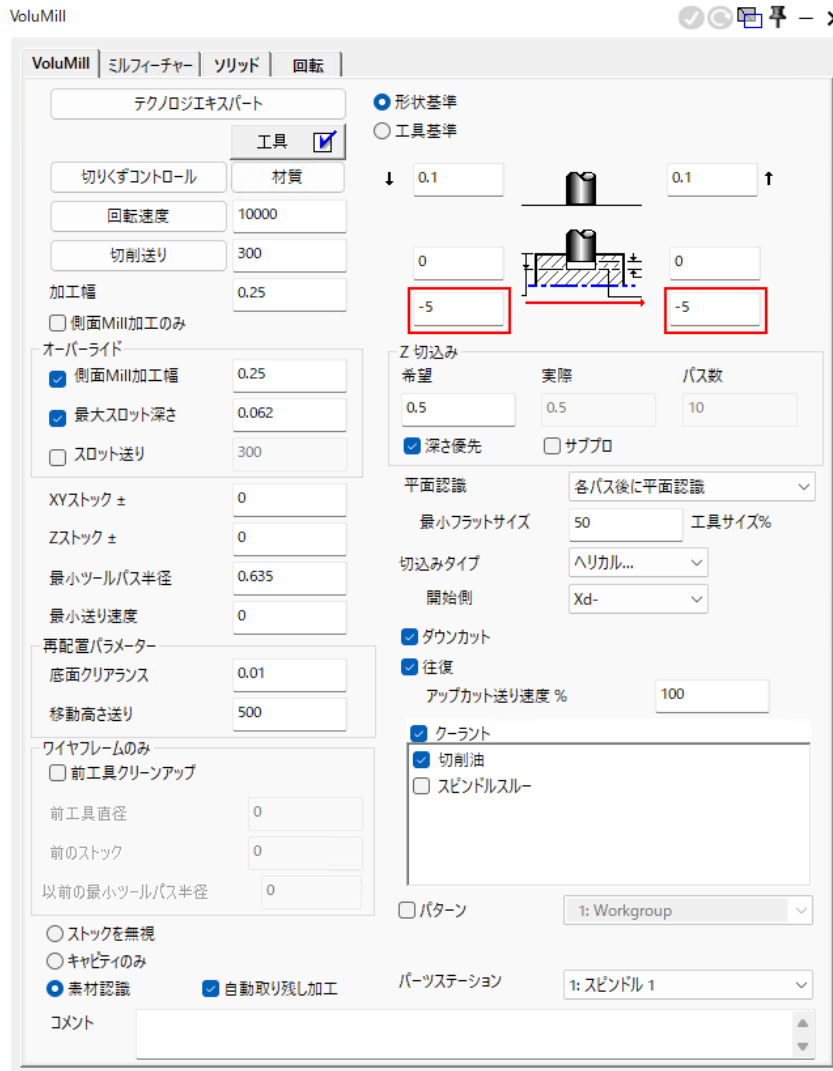 VoluMill
VoluMill ミルフィーチャー ソリッド 回転
テクノロジエキスパート
形状基準
工具
工具基準
切りくずコントロール 材質
↓ 0.1 0.1 ↑
回転速度 10000
切削送り 300
0 0
加工幅 0.25
-5 -5
側面Mill加工のみ
オーバーライド
側面Mill加工幅 0.25
最大スロット深さ 0.062
スロット送り 300
Z 切込み
希望 実際 パス数
0.5 0.5 10
深さ優先 サブプロ
XYストック ± 0
Zストック ± 0
最小ツールパス半径 0.635
最小送り速度 0
平面認識 各パス後に平面認識
最小フラットサイズ 50 工具サイズ%
切込みタイプ ヘリカル...
開始側 Xd-
ダウンカット
往復
アップカット送り速度 % 100
再配置パラメーター
底面クリアランス 0.01
移動高さ送り 500
クーラント
切削油
スピンドルスルー
ワイヤフレームのみ
前工具クリーンアップ
前工具直径 0
前のストック 0
以前の最小ツールパス半径 0
パターン 1: Workgroup
ストックを無視
キャビティのみ
素材認識 自動取り残し加工
パーツステーション 1: スピンドル 1
コメント